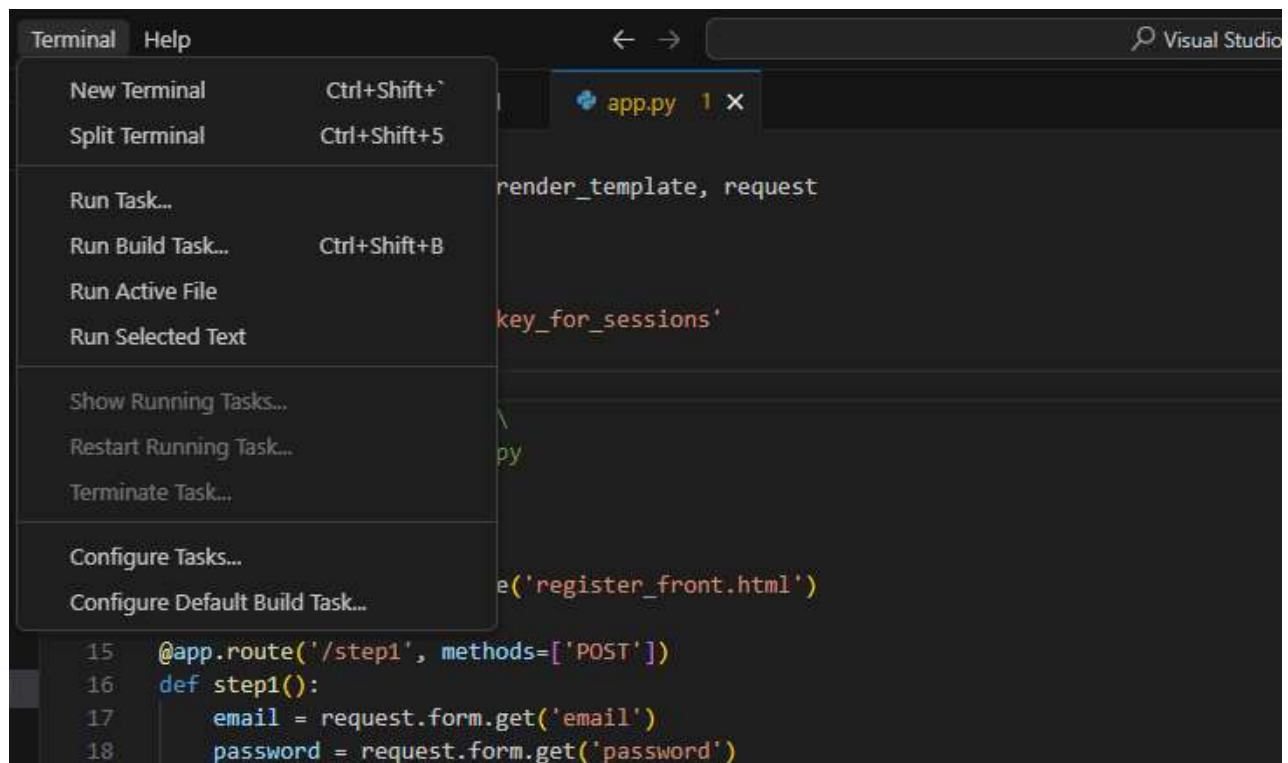 Terminal Help ← → Visual Studio
New Terminal Ctrl+Shift+`
app.py 1 ×
Split Terminal Ctrl+Shift+5
render_template, request
Run Task...
Run Build Task... Ctrl+Shift+B
Run Active File
key_for_sessions'
Run Selected Text
Show Running Tasks...
\
Restart Running Task...
py
Terminate Task...
Configure Tasks...
e('register_front.html')
Configure Default Build Task...
15 @app.route('/step1', methods=['POST'])
16 def step1():
17 email = request.form.get('email')
18 password = request.form.get('password')